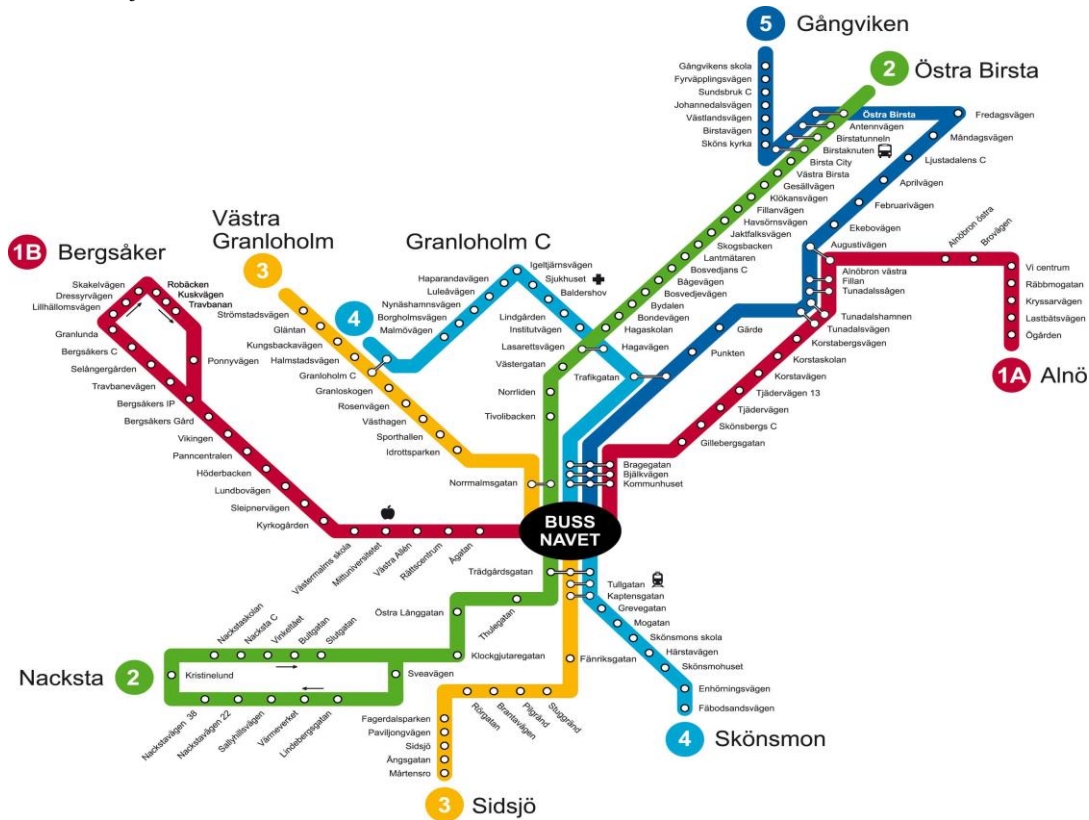 5 Gångviken
Gångvikens skola
Fyrväpplingsvägen
Sundsbruk C
Johannedalsvägen
Västlandsvägen
Birstavägen
Sköns kyrka
2 Östra Birsta
Östra Birsta
Antennvägen
Birstatunneln
Birstaknuten
Birsta City
Västra Birsta
Gesällvägen
Klökansvägen
Fillanvägen
Havsörnsvägen
Jaktfalksvägen
Skogsbacken
Lantmätaren
Bosvedjans C
Bågevägen
Bosvedjevägen
Bydalen
Bondevägen
Hagaskolan
Hagavägen
Lasarettsvägen
Västergatan
Norrliden
Tivolibacken
Fredagsvägen
Måndagsvägen
Ljustadalens C
Aprilvägen
Februarivägen
Ekebovägen
Augustivägen
Alnöbron västra
Fillan
Tunadalssågen
Tunadalshamnen
Tunadalsvägen
Korstabergsvägen
Korstaskolan
Korstavägen
Tjädervägen 13
Tjädervägen
Skönsbergs C
Gillebergsgatan
Alnöbron östra
Brovägen
Vi centrum
Råbbmogatan
Kryssarvägen
Lastbåtsvägen
Ögården
1A Alnö
Gärde
Punkten
Trafikgatan
Bragegatan
Bjälkvägen
Kommunhuset
1B Bergsåker
Skakelvägen
Dressyrvägen
Lillhällomsvägen
Robäcken
Kuskvägen
Travbanan
Granlunda
Bergsåkers C
Selångergården
Travbanevägen
Ponnyvägen
Bergsåkers IP
Bergsåkers Gård
Vikingen
Panncentralen
Höderbacken
Lundbovägen
Sleipnervägen
Kyrkogården
Västermalms skola
Mittuniversitetet
Västra Allén
Rättscentrum
Ågatan
Västra
Granloholm
3
Strömstadsvägen
Gläntan
Kungsbackavägen
Halmstadsvägen
Granloholm C
Granloskogen
Rosenvägen
Västhagen
Sporthallen
Idrottsparken
Norrmalmsgatan
Granloholm C
4
Igeltjärnsvägen
Haparandavägen
Sjukhuset
Luleåvägen
Baldershov
Nynäshamnsvägen
Borgholmsvägen
Lindgården
Malmövägen
Institutvägen
BUSS
NAVET
Trädgårdsgatan
Tullgatan
Kaptensgatan
Grevegatan
Mogatan
Skönsmons skola
Härstavägen
Skönsmohuset
Enhörningsvägen
Fäbodsandsvägen
4 Skönsmon
Östra Långgatan
Thulegatan
Klockgjutaregatan
Sveavägen
Nackstaskolan
Nacksta C
Vinkeltået
Bultgatan
Slutgatan
Nacksta 2
Kristinelund
Nackstavägen 38
Nackstavägen 22
Sallyhillsvägen
Värmeverket
Lindebergsgatan
Fänriksgatan
Rörgatan
Brantavägen
Pilgränd
Stuggränd
Fagerdalsparken
Paviljongvägen
Sidsjö
Ängsgatan
Mårtensro
3 Sidsjö